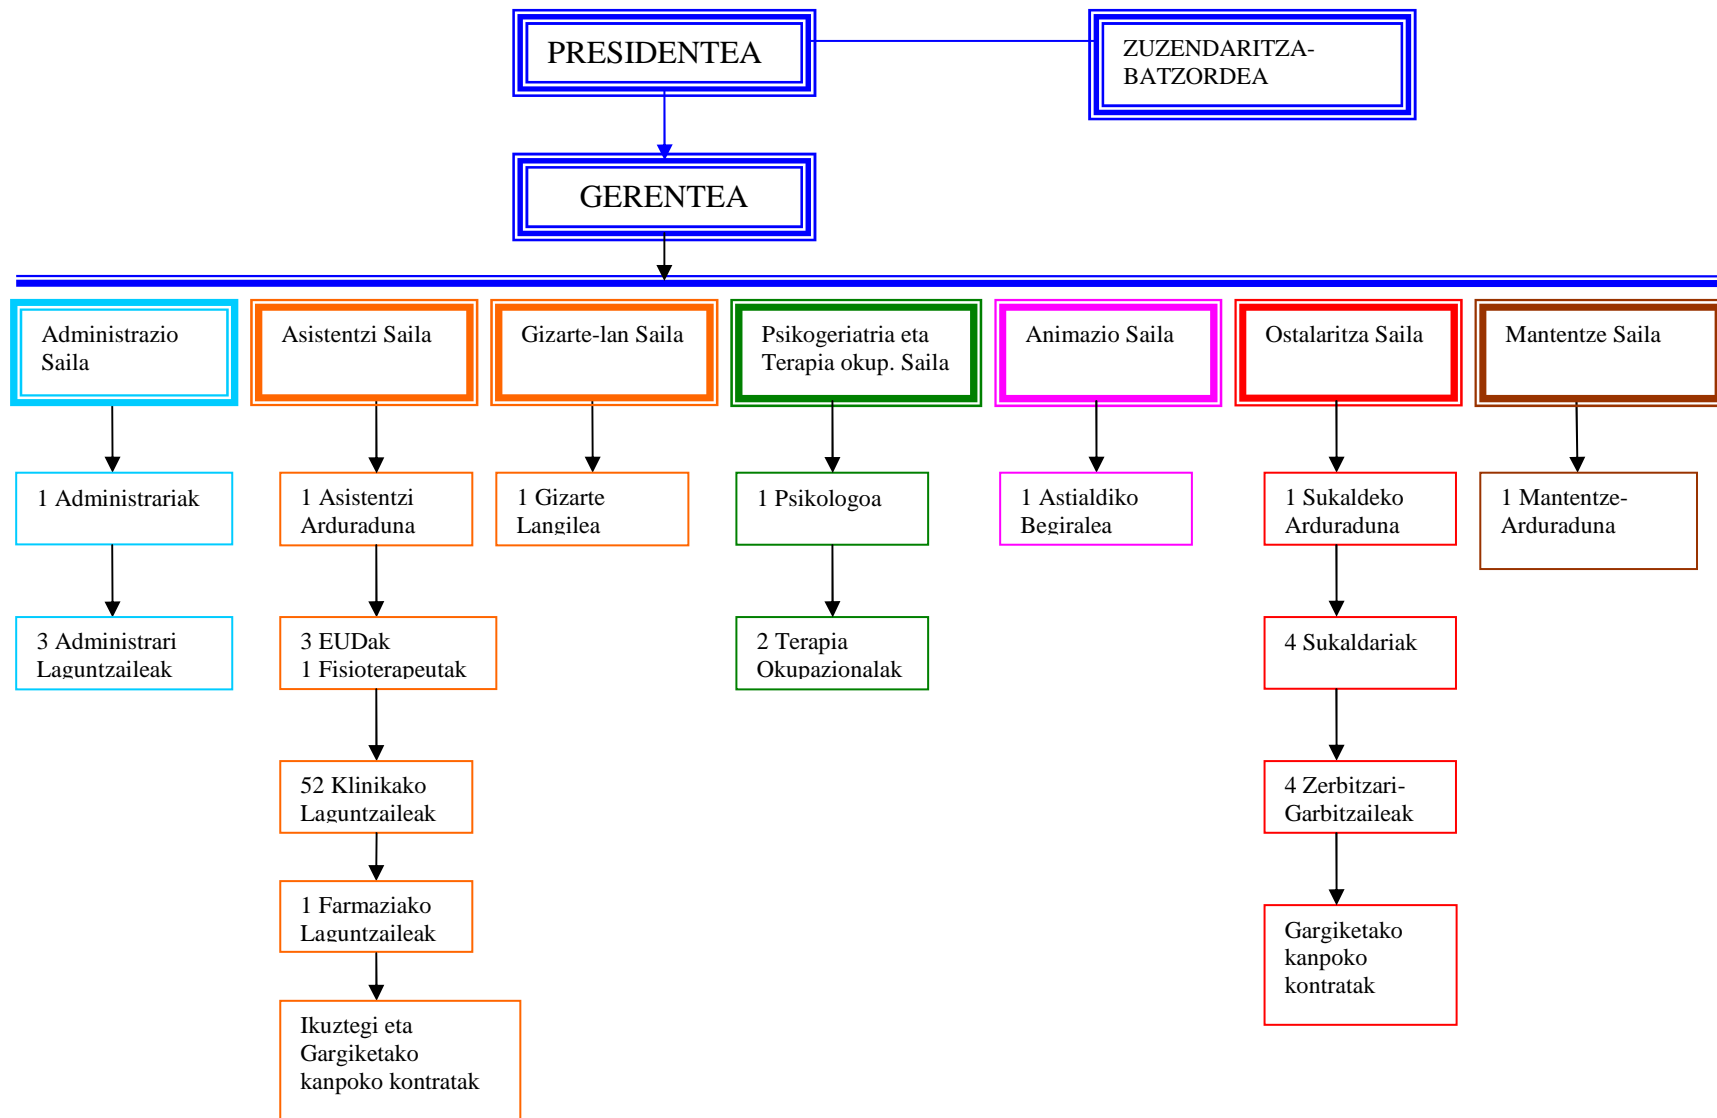 PRESIDENTEA
ZUZENDARITZA-
BATZORDEA
GERENTEA
Administrazio
Saila
Asistentzi Saila
Gizarte-lan Saila
Psikogeriatria eta
Terapia okup. Saila
Animazio Saila
Ostalaritza Saila
Mantentze Saila
1 Administrariak
1 Asistentzi
Arduraduna
1 Gizarte
Langilea
1 Psikologoa
1 Astialdiko
Begiralea
1 Sukaldeko
Arduraduna
1 Mantentze-
Arduraduna
3 Administrari
Laguntzaileak
3 EUDak
1 Fisioterapeutak
2 Terapia
Okupazionalak
4 Sukaldariak
52 Klinikako
Laguntzaileak
4 Zerbitzari-
Garbitzaileak
1 Farmaziako
Laguntzaileak
Gargiketako
kanpoko
kontratak
Ikuztegi eta
Gargiketako
kanpoko kontratak